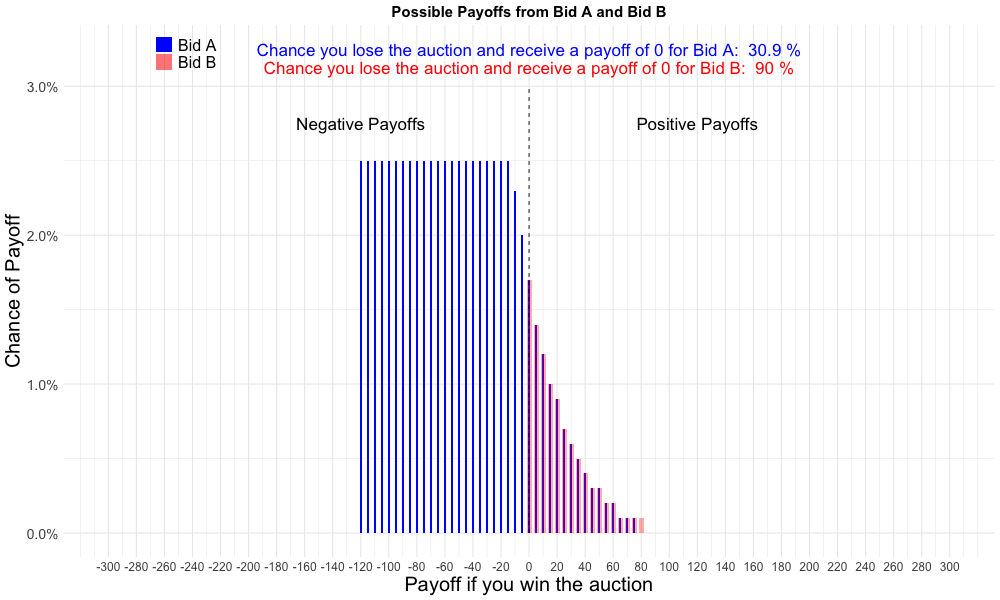 Possible Payoffs from Bid A and Bid B
Bid A
Bid B
Chance you lose the auction and receive a payoff of 0 for Bid A:  30.9 %
Chance you lose the auction and receive a payoff of 0 for Bid B:  90 %
Negative Payoffs
Positive Payoffs
Chance of Payoff
3.0%
2.0%
1.0%
0.0%
-300 -280 -260 -240 -220 -200 -180 -160 -140 -120 -100 -80 -60 -40 -20 0 20 40 60 80 100 120 140 160 180 200 220 240 260 280 300
Payoff if you win the auction